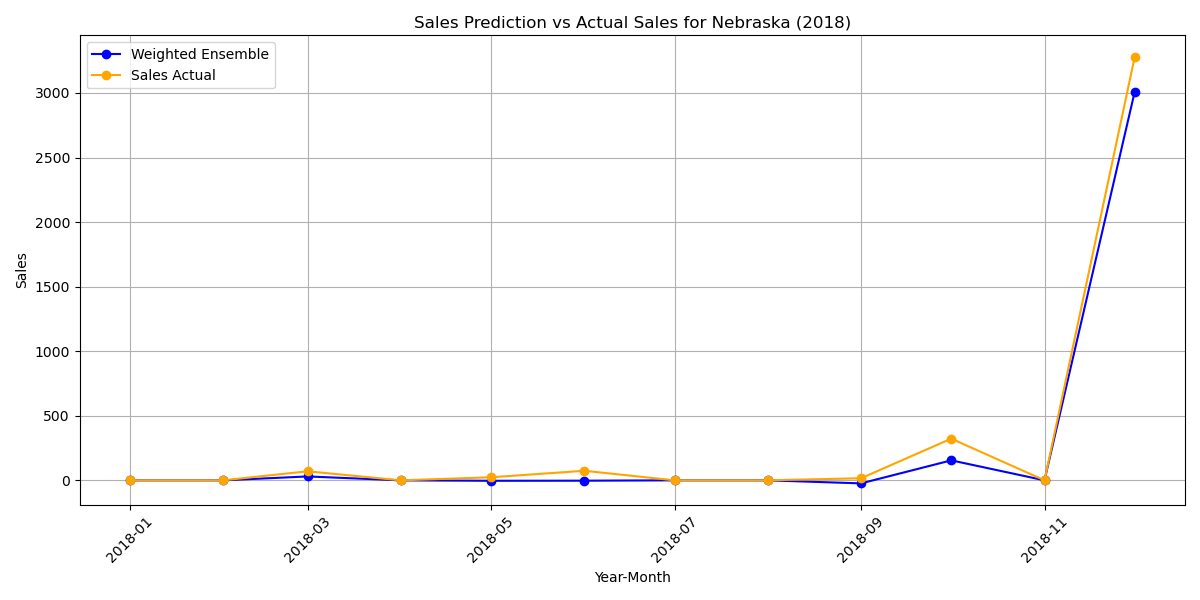 Sales Prediction vs Actual Sales for Nebraska (2018)
Weighted Ensemble
Sales Actual
3000
2500
2000
1500
1000
500
0
Sales
2018-01
2018-03
2018-05
2018-07
2018-09
2018-11
Year-Month